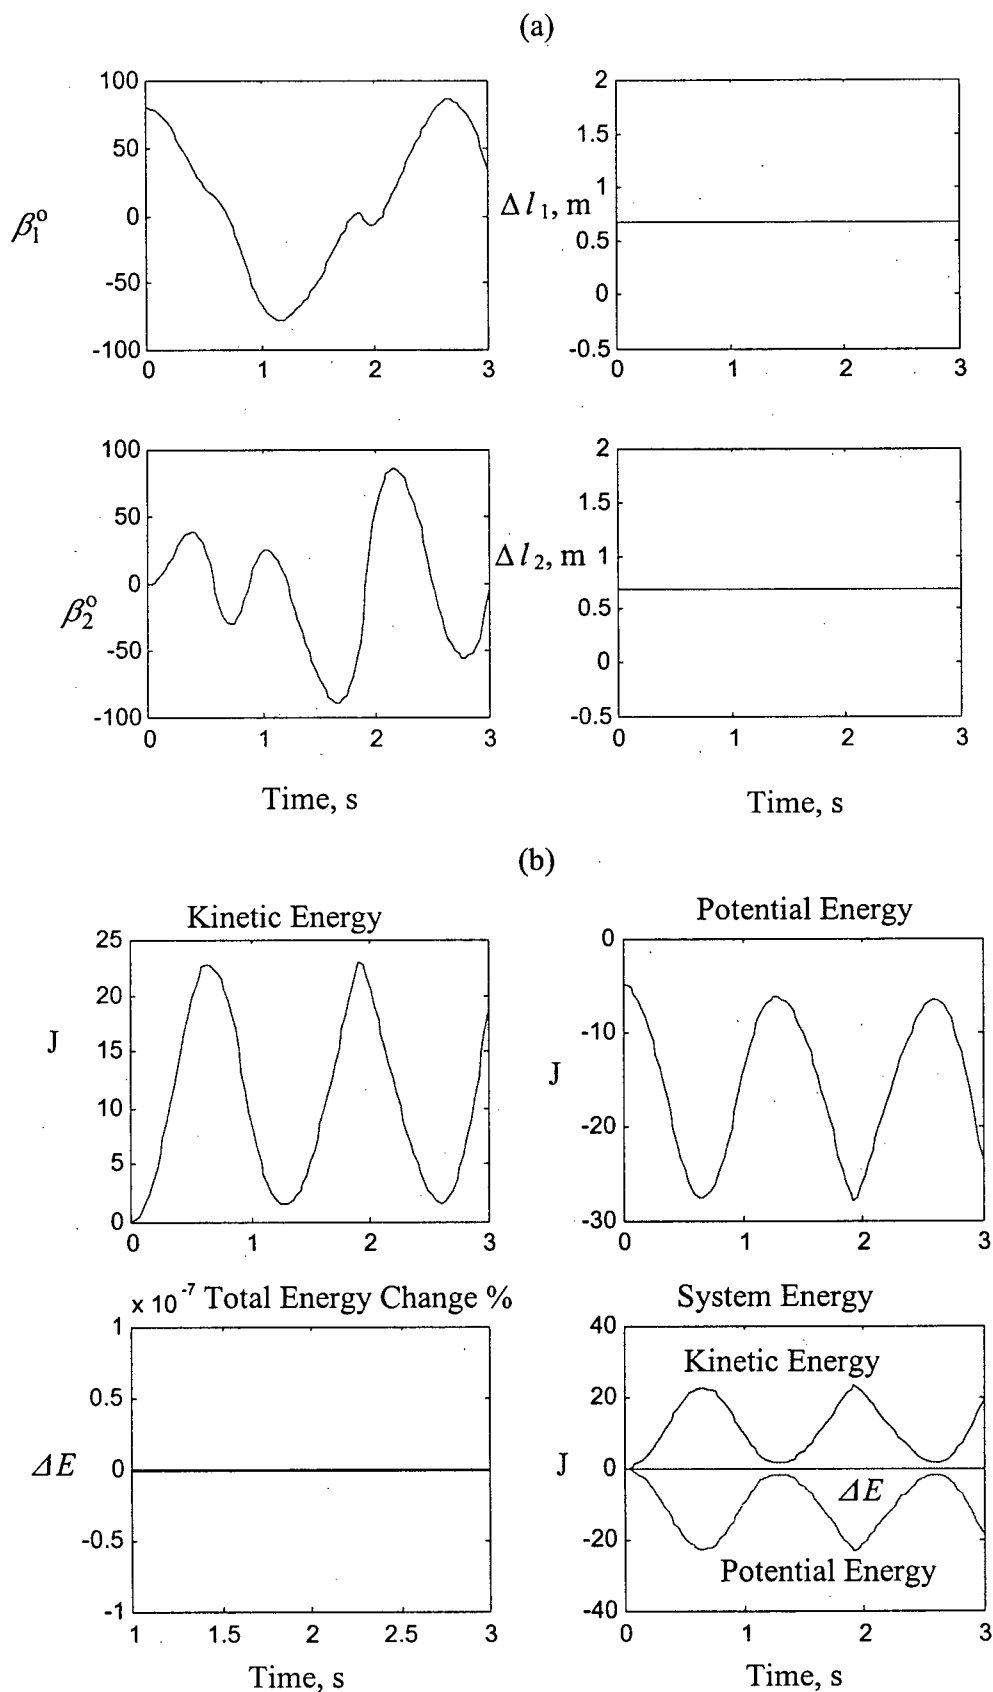 (a)
100
50
0
-50
-100
β₁°
0 1 2 3
2
1.5
1
0.5
0
-0.5
Δl₁, m
0 1 2 3
100
50
0
-50
-100
β₂°
0 1 2 3
Time, s
2
1.5
1
0.5
0
-0.5
Δl₂, m
0 1 2 3
Time, s
(b)
Kinetic Energy
25
20
15
10
5
0
J
0 1 2 3
Potential Energy
0
-10
-20
-30
J
0 1 2 3
x 10⁻⁷ Total Energy Change %
1
0.5
0
-0.5
-1
ΔE
1 1.5 2 2.5 3
Time, s
System Energy
40
20
0
-20
-40
J
Kinetic Energy
ΔE
Potential Energy
0 1 2 3
Time, s